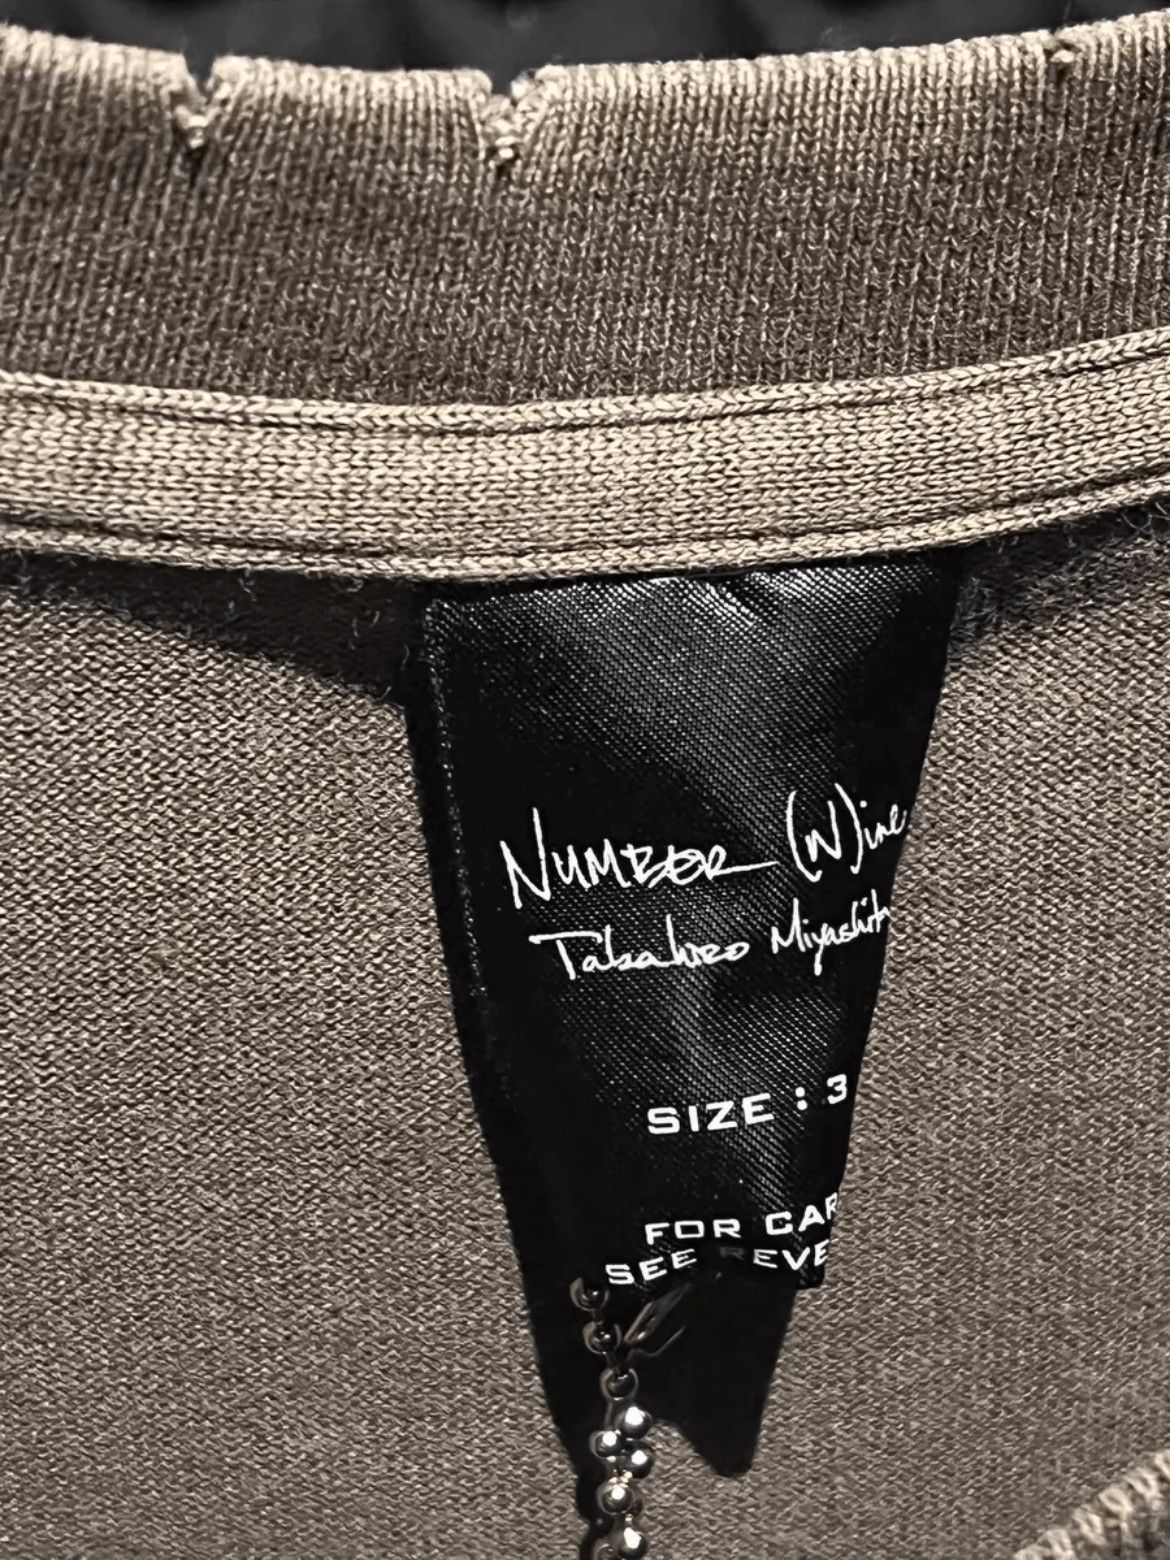 NUMBER (N)ine
Takahiro Miyashita
SIZE : 3
FOR CAR
SEE REVE